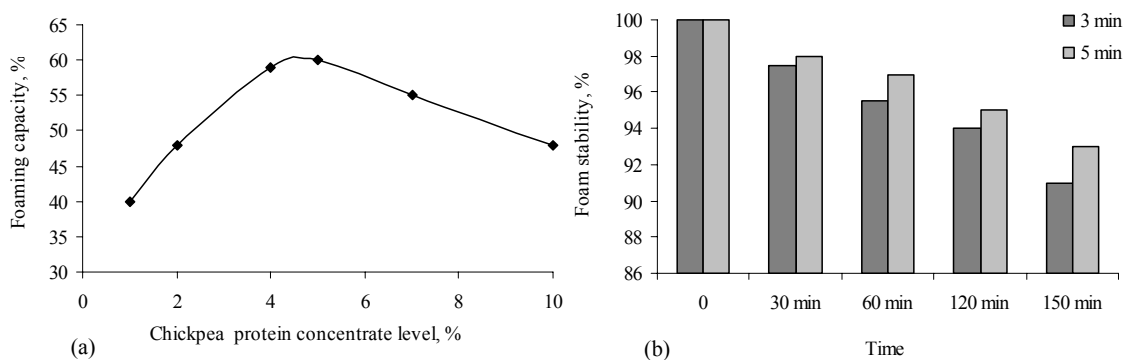 65
60
55
50
45
40
35
30
Foaming capacity, %
0 2 4 6 8 10
Chickpea protein concentrate level, %
(a)
100
98
96
94
92
90
88
86
Foam stability, %
3 min
5 min
0 30 min 60 min 120 min 150 min
Time
(b)